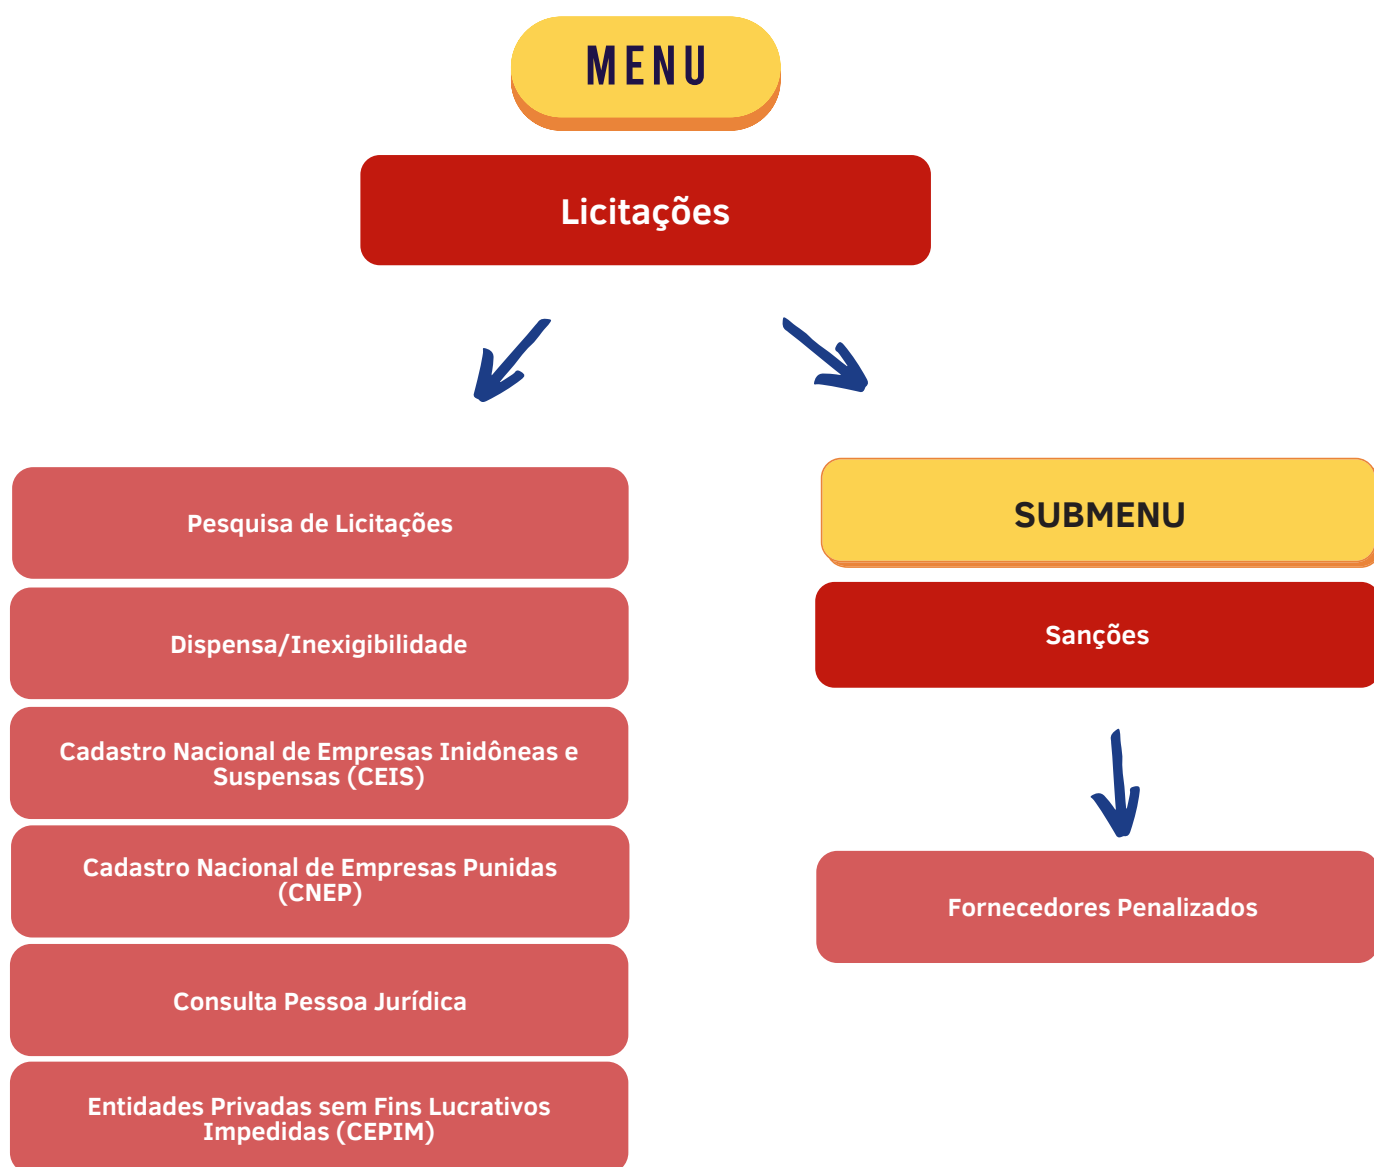 MENU
Licitações
Pesquisa de Licitações
Dispensa/Inexigibilidade
Cadastro Nacional de Empresas Inidôneas e
Suspensas (CEIS)
Cadastro Nacional de Empresas Punidas
(CNEP)
Consulta Pessoa Jurídica
Entidades Privadas sem Fins Lucrativos
Impedidas (CEPIM)
SUBMENU
Sanções
Fornecedores Penalizados